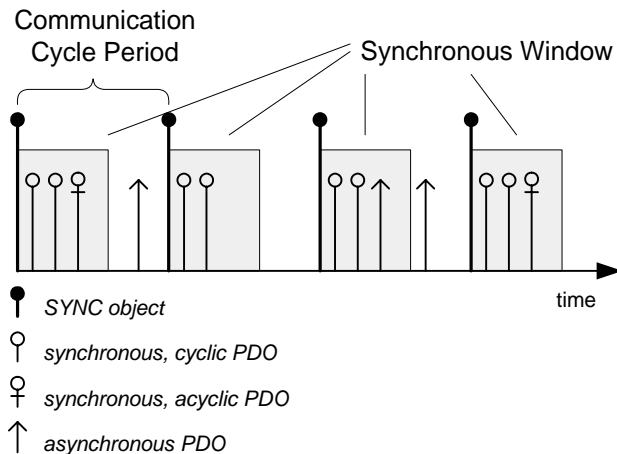 Communication
Cycle Period
Synchronous Window
time
SYNC object
synchronous, cyclic PDO
synchronous, acyclic PDO
asynchronous PDO